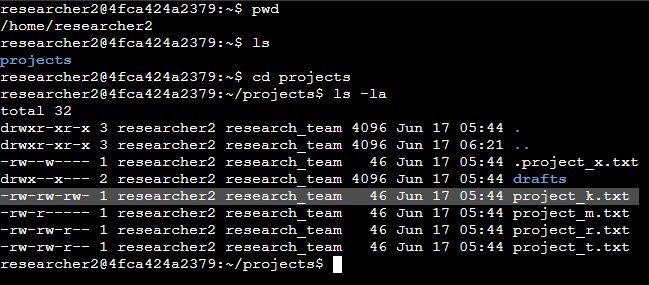 researcher2@4fca424a2379:~$ pwd
/home/researcher2
researcher2@4fca424a2379:~$ ls
projects
researcher2@4fca424a2379:~$ cd projects
researcher2@4fca424a2379:~/projects$ ls -la
total 32
drwxr-xr-x 3 researcher2 research_team 4096 Jun 17 05:44 .
drwxr-xr-x 3 researcher2 research_team 4096 Jun 17 06:21 ..
-rw--w---- 1 researcher2 research_team   46 Jun 17 05:44 .project_x.txt
drwx--x--- 2 researcher2 research_team 4096 Jun 17 05:44 drafts
-rw-rw-rw- 1 researcher2 research_team   46 Jun 17 05:44 project_k.txt
-rw-r----- 1 researcher2 research_team   46 Jun 17 05:44 project_m.txt
-rw-rw-r-- 1 researcher2 research_team   46 Jun 17 05:44 project_r.txt
-rw-rw-r-- 1 researcher2 research_team   46 Jun 17 05:44 project_t.txt
researcher2@4fca424a2379:~/projects$